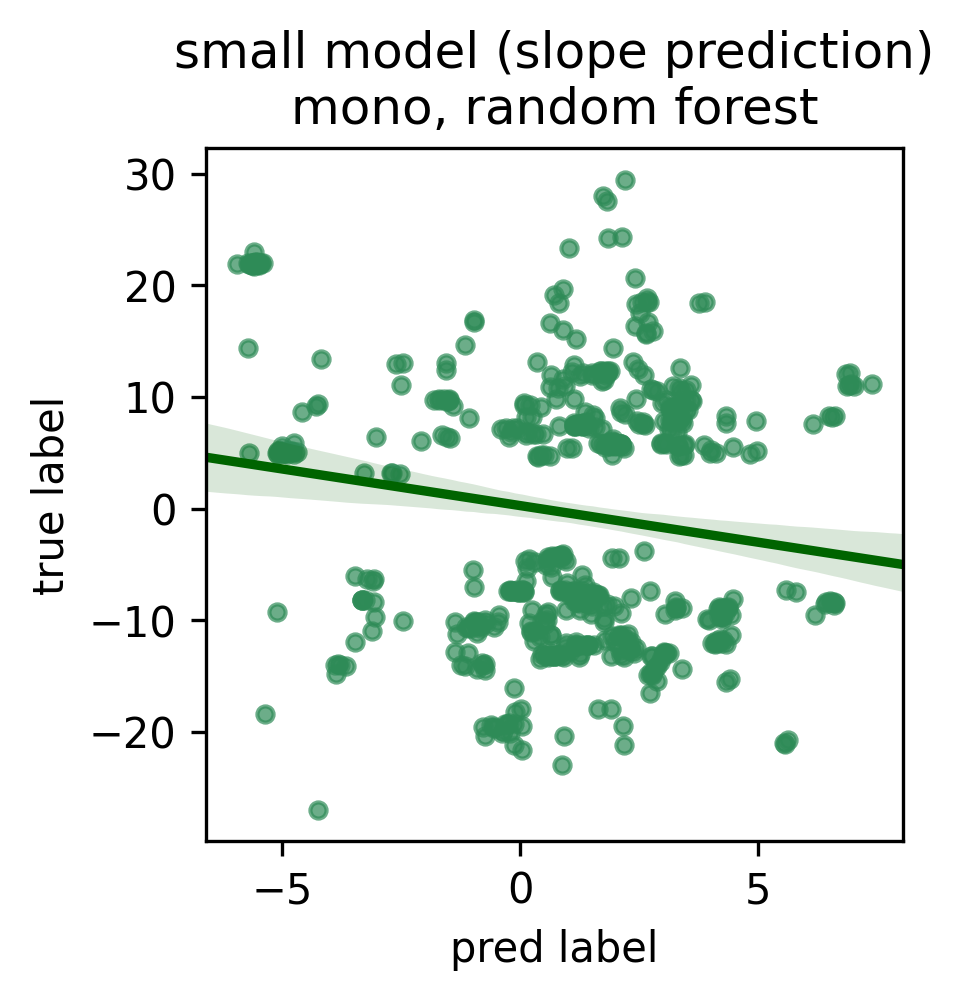 small model (slope prediction)
mono, random forest
30
20
10
0
−10
−20
true label
−5
0
5
pred label